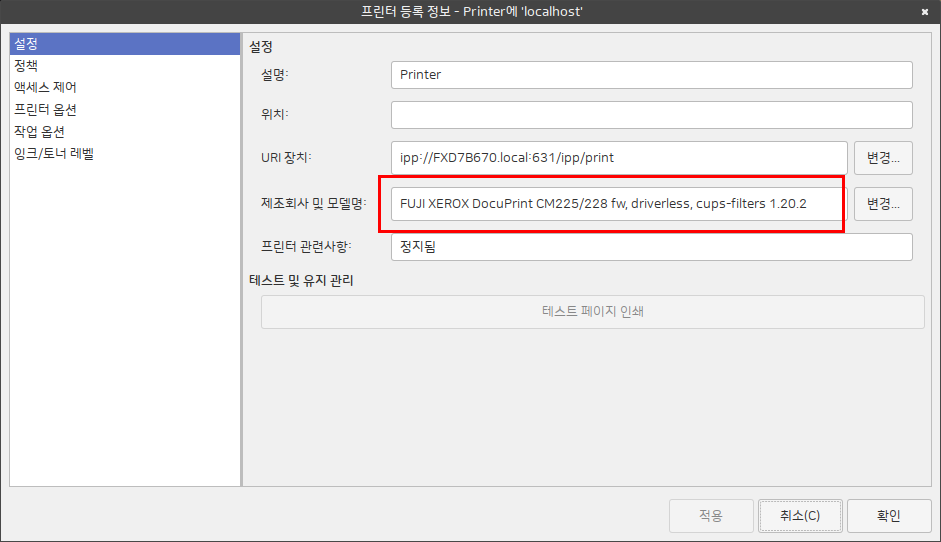 프린터 등록 정보 - Printer에 'localhost'
설정
정책
액세스 제어
프린터 옵션
작업 옵션
잉크/토너 레벨
설정
설명: Printer
위치:
URI 장치: ipp://FXD7B670.local:631/ipp/print 변경...
제조회사 및 모델명: FUJI XEROX DocuPrint CM225/228 fw, driverless, cups-filters 1.20.2 변경...
프린터 관련사항: 정지됨
테스트 및 유지 관리
테스트 페이지 인쇄
적용 취소(C) 확인